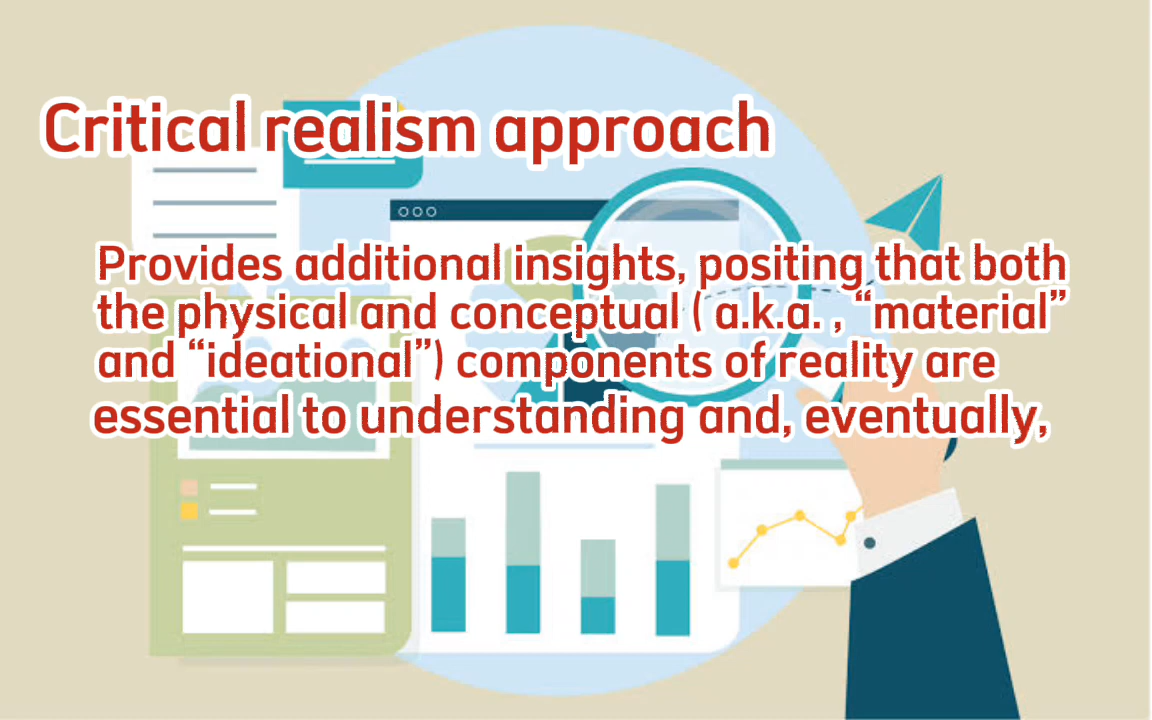 Critical realism approach
Provides additional insights, positing that both
the physical and conceptual ( a.k.a. , “material”
and “ideational”) components of reality are
essential to understanding and, eventually,